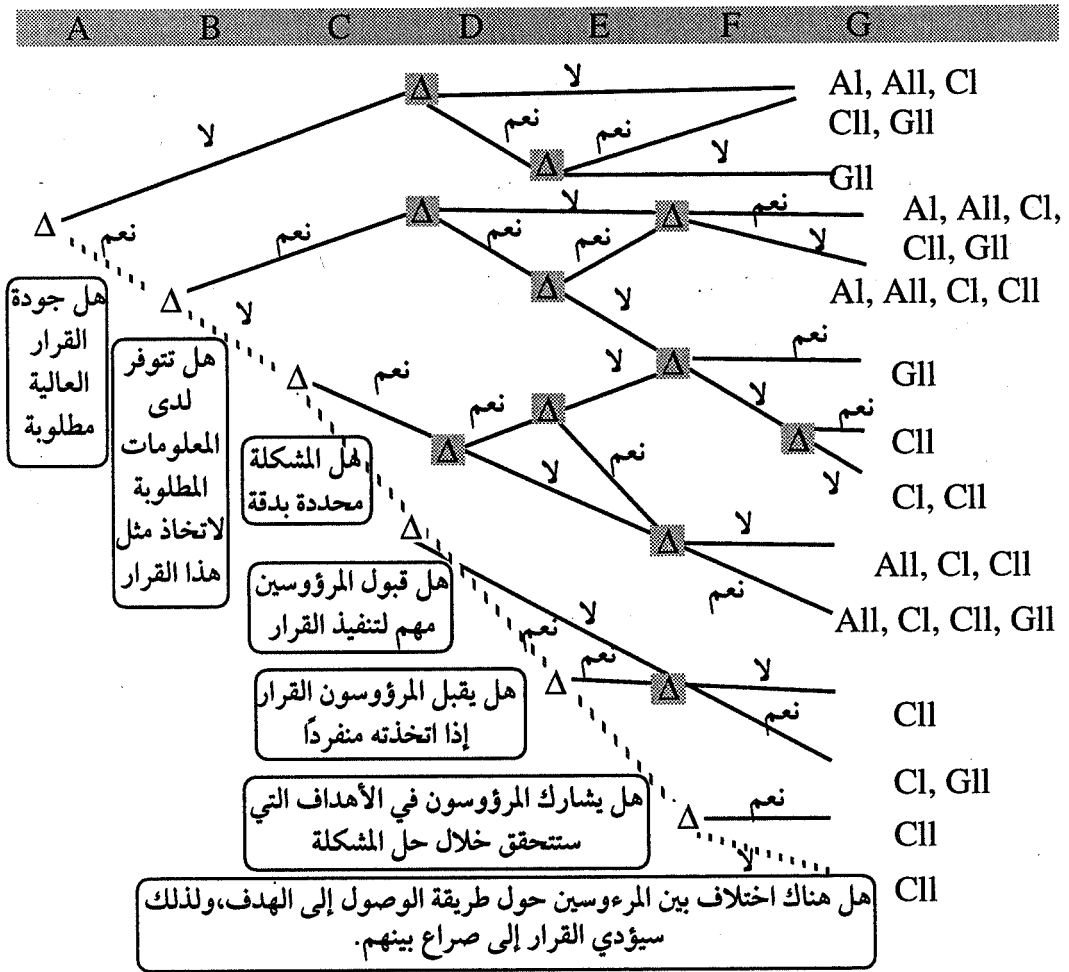 A B C D E F G
لا
Al, All, Cl
Cll, Gll
لا
نعم
نعم
لا
Gll
Δ
Δ
Δ
نعم
نعم
لا
نعم
Al, All, Cl,
Δ
Δ
نعم
نعم
لا
Cll, Gll
Δ
Δ
لا
لا
Al, All, Cl, Cll
هل جودة
القرار
العالية
مطلوبة
هل تتوفر
لدى
المعلومات
المطلوبة
لاتخاذ مثل
هذا القرار
Δ
نعم
لا
Δ
نعم
Gll
نعم
Δ
لا
نعم
Cll
Δ
Δ
لا
Cl, Cll
هل المشكلة
محددة بدقة
لا
نعم
Δ
Δ
لا
All, Cl, Cll
نعم
All, Cl, Cll, Gll
هل قبول المرؤوسين
مهم لتنفيذ القرار
لا
نعم
نعم
Δ
Δ
لا
Cll
نعم
Cl, Gll
هل يقبل المرؤوسون القرار
إذا اتخذته منفردًا
هل يشارك المرؤوسون في الأهداف التي
ستتحقق خلال حل المشكلة
Δ
نعم
Cll
لا
Cll
هل هناك اختلاف بين المرءوسين حول طريقة الوصول إلى الهدف،ولذلك
سيؤدي القرار إلى صراع بينهم.